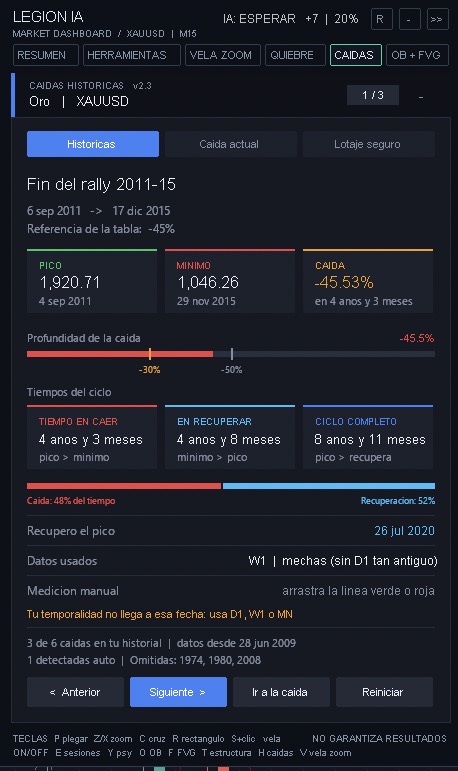 LEGION IA
IA: ESPERAR +7 | 20% R - >>
MARKET DASHBOARD / XAUUSD | M15
RESUMEN HERRAMIENTAS VELA ZOOM QUIEBRE CAIDAS OB + FVG
CAIDAS HISTORICAS v2.3
Oro | XAUUSD
1 / 3 -
Historicas Caida actual Lotaje seguro
Fin del rally 2011-15
6 sep 2011 -> 17 dic 2015
Referencia de la tabla: -45%
PICO MINIMO CAIDA
1,920.71 1,046.26 -45.53%
4 sep 2011 29 nov 2015 en 4 anos y 3 meses
Profundidad de la caida -45.5%
-30% -50%
Tiempos del ciclo
TIEMPO EN CAER EN RECUPERAR CICLO COMPLETO
4 anos y 3 meses 4 anos y 8 meses 8 anos y 11 meses
pico > minimo minimo > pico pico > recupera
Caida: 48% del tiempo Recuperacion: 52%
Recupero el pico 26 jul 2020
Datos usados W1 | mechas (sin D1 tan antiguo)
Medicion manual arrastra la linea verde o roja
Tu temporalidad no llega a esa fecha: usa D1, W1 o MN
3 de 6 caidas en tu historial | datos desde 28 jun 2009
1 detectadas auto | Omitidas: 1974, 1980, 2008
< Anterior Siguiente > Ir a la caida Reiniciar
TECLAS P plegar Z/X zoom C cruz R rectangulo S+clic vela NO GARANTIZA RESULTADOS
ON/OFF E sesiones Y psy O OB F FVG T estructura H caidas V vela zoom